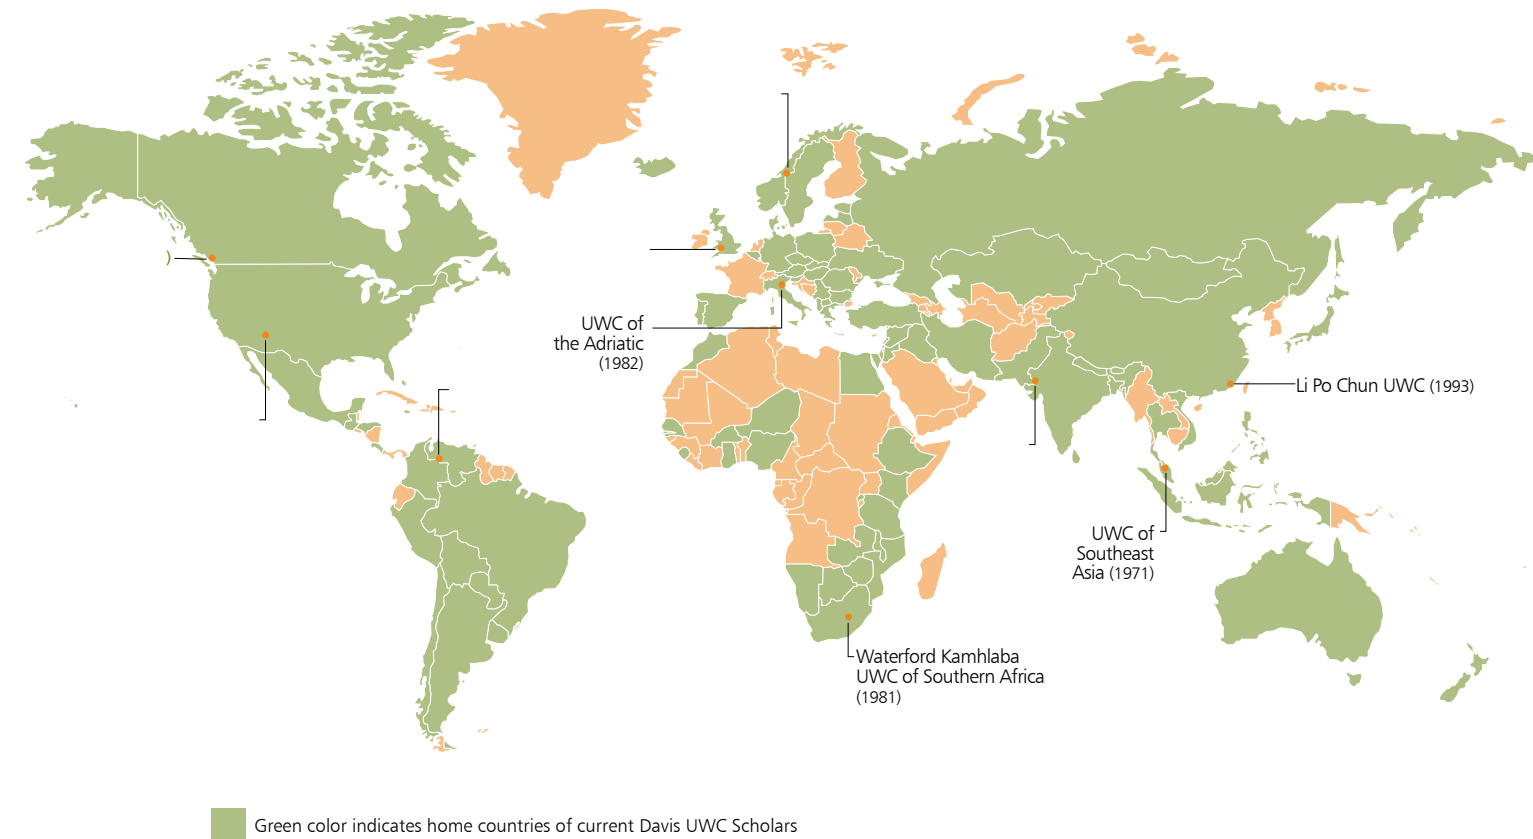 )
UWC of
the Adriatic
(1982)
Li Po Chun UWC (1993)
UWC of
Southeast
Asia (1971)
Waterford Kamhlaba
UWC of Southern Africa
(1981)
Green color indicates home countries of current Davis UWC Scholars